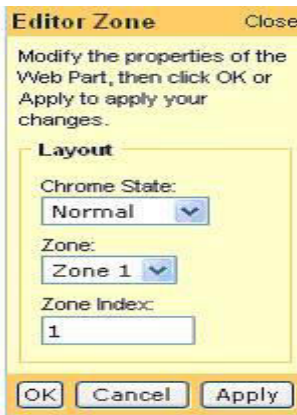 Editor Zone Close
Modify the properties of the
Web Part, then click OK or
Apply to apply your
changes.
Layout
Chrome State:
Normal
Zone:
Zone 1
Zone Index:
1
OK Cancel Apply